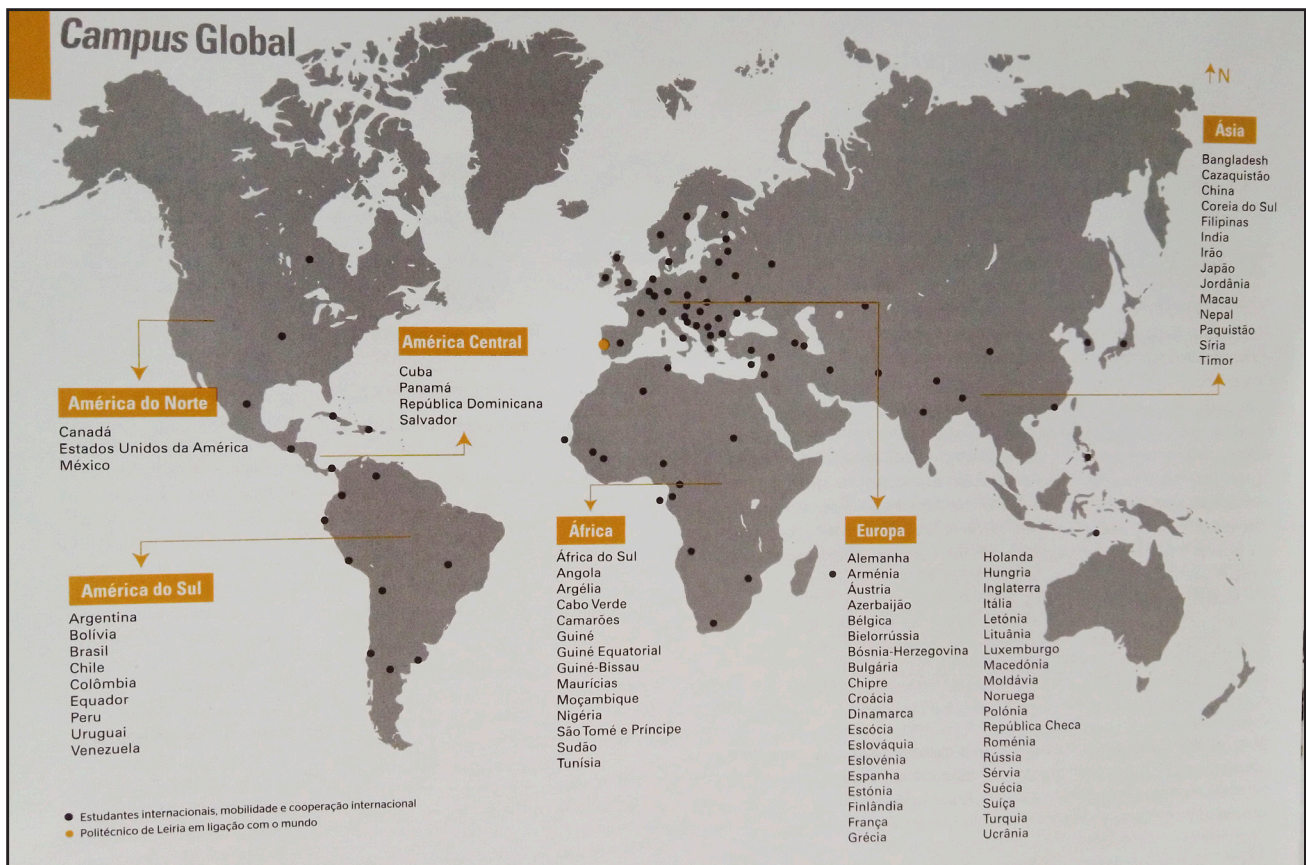 Campus Global
N
Ásia
Bangladesh
Cazaquistão
China
Coreia do Sul
Filipinas
India
Irão
Japão
Jordânia
Macau
Nepal
Paquistão
Síria
Timor
América Central
Cuba
Panamá
República Dominicana
Salvador
América do Norte
Canadá
Estados Unidos da América
México
América do Sul
Argentina
Bolívia
Brasil
Chile
Colômbia
Equador
Peru
Uruguai
Venezuela
África
África do Sul
Angola
Argélia
Cabo Verde
Camarões
Guiné
Guiné Equatorial
Guiné-Bissau
Maurícias
Moçambique
Nigéria
São Tomé e Príncipe
Sudão
Tunísia
Europa
Alemanha
Arménia
Áustria
Azerbaijão
Bélgica
Bielorrússia
Bósnia-Herzegovina
Bulgária
Chipre
Croácia
Dinamarca
Escócia
Eslováquia
Eslovénia
Espanha
Estónia
Finlândia
França
Grécia
Holanda
Hungria
Inglaterra
Itália
Letónia
Lituânia
Luxemburgo
Macedónia
Moldávia
Noruega
Polónia
República Checa
Roménia
Rússia
Sérvia
Suécia
Suíça
Turquia
Ucrânia
Estudantes internacionais, mobilidade e cooperação internacional
Politécnico de Leiria em ligação com o mundo